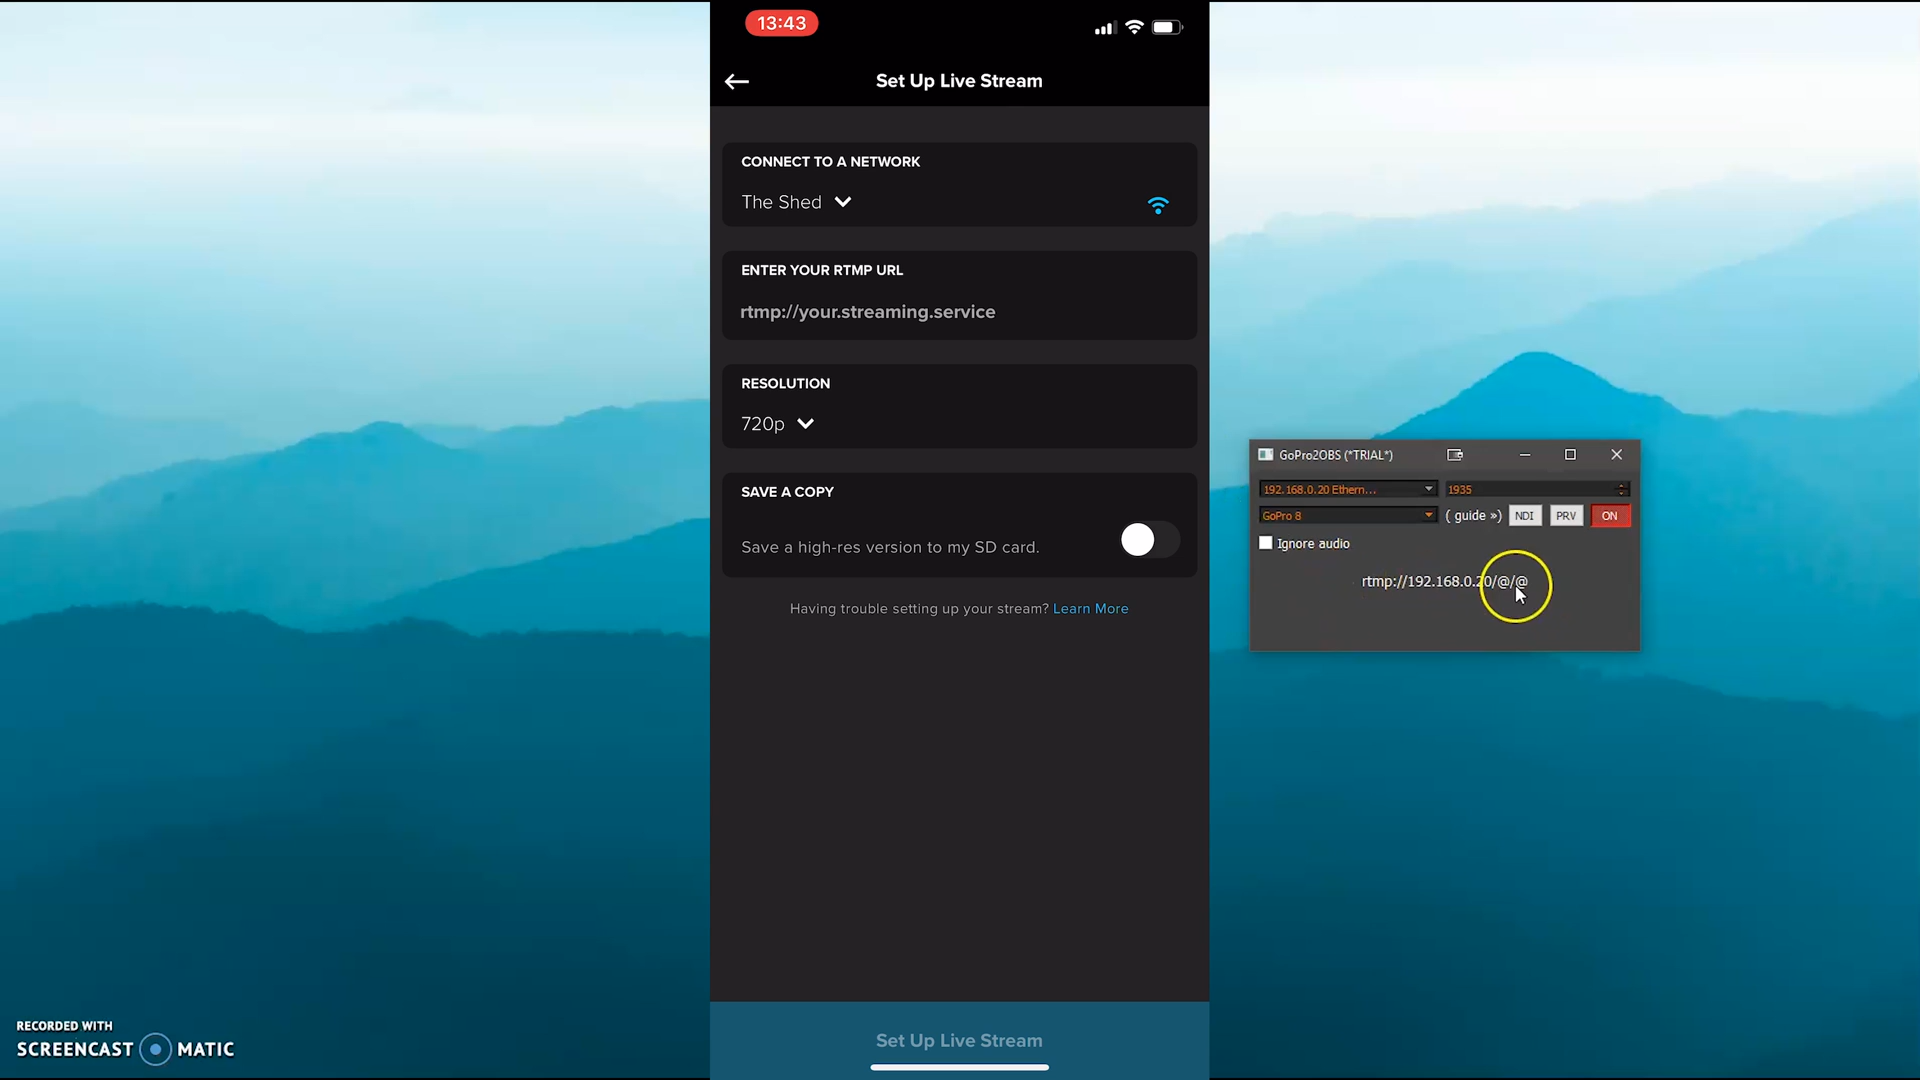 13:43
Set Up Live Stream
CONNECT TO A NETWORK
The Shed
ENTER YOUR RTMP URL
rtmp://your.streaming.service
RESOLUTION
720p
SAVE A COPY
Save a high-res version to my SD card.
Having trouble setting up your stream? Learn More
Set Up Live Stream
GoPro2OBS (*TRIAL*)
192.168.0.20 Ethern... 1935
GoPro 8 ( guide ») NDI PRV ON
Ignore audio
rtmp://192.168.0.20/@/@
RECORDED WITH
SCREENCAST MATIC